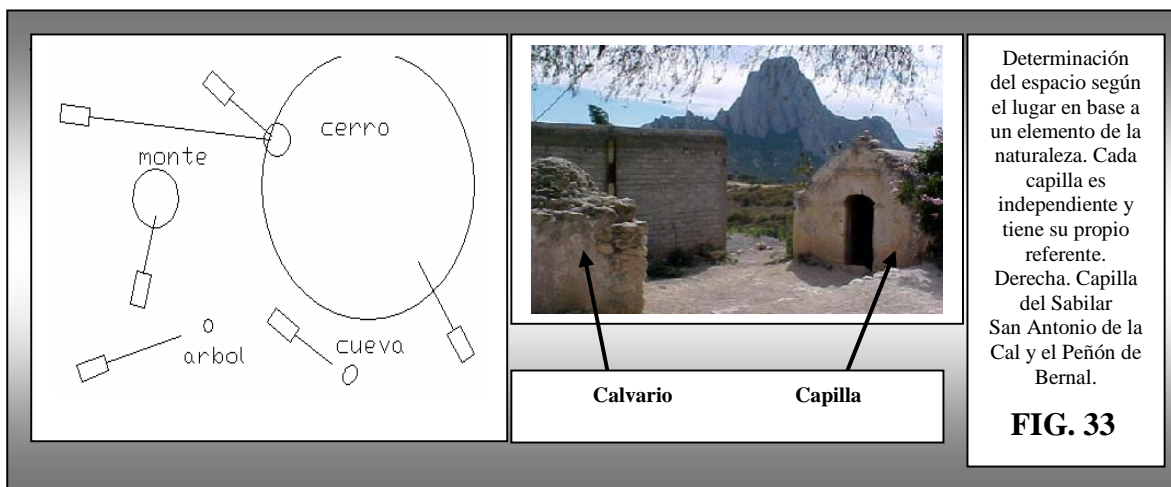 cerro
monte
cueva
arbol
Calvario Capilla
Determinación
del espacio según
el lugar en base a
un elemento de la
naturaleza. Cada
capilla es
independiente y
tiene su propio
referente.
Derecha. Capilla
del Sabilar
San Antonio de la
Cal y el Peñón de
Bernal.
FIG. 33